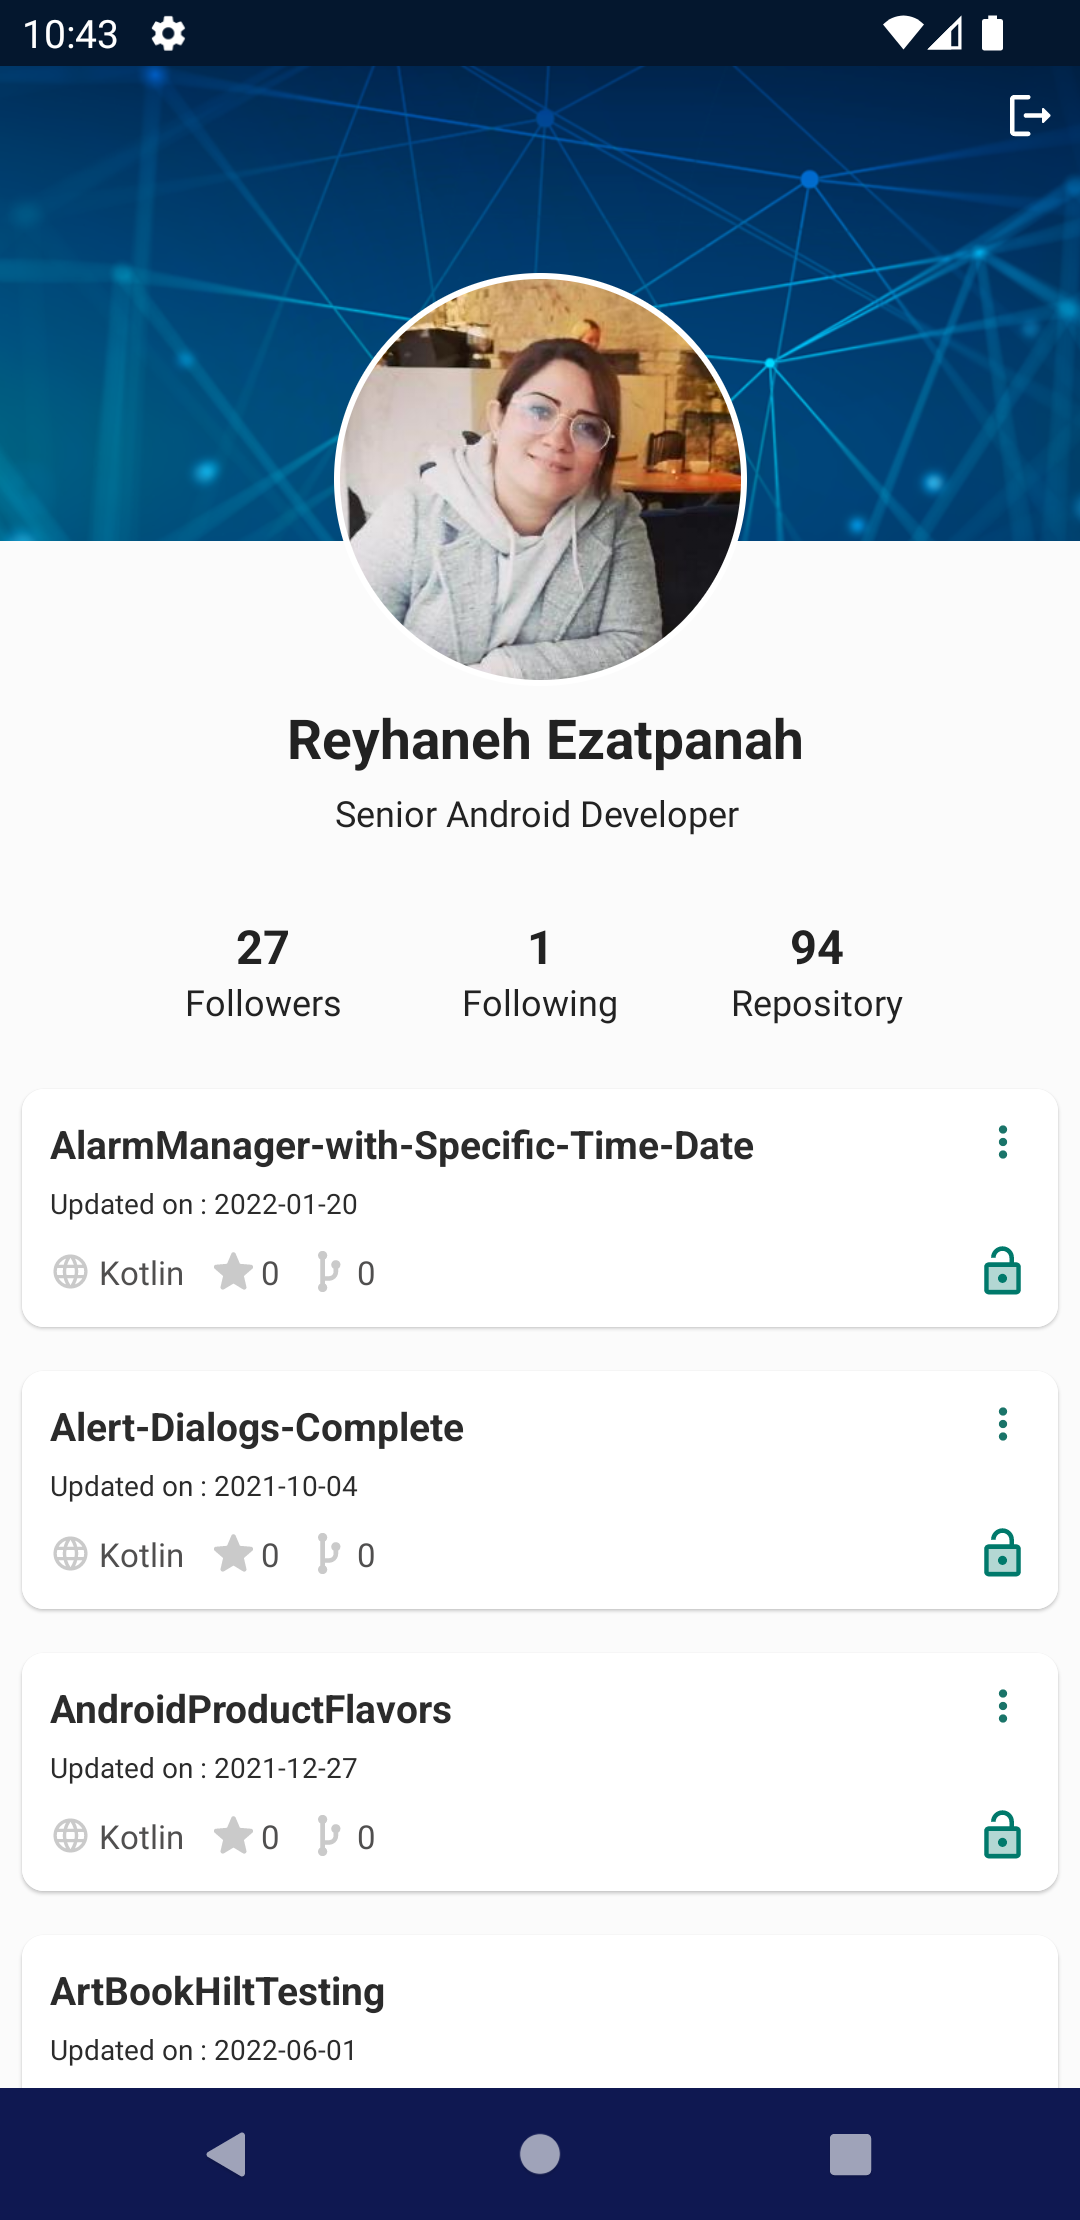 10:43
Reyhaneh Ezatpanah
Senior Android Developer
27 1 94
Followers Following Repository
AlarmManager-with-Specific-Time-Date
Updated on : 2022-01-20
Kotlin 0 0
Alert-Dialogs-Complete
Updated on : 2021-10-04
Kotlin 0 0
AndroidProductFlavors
Updated on : 2021-12-27
Kotlin 0 0
ArtBookHiltTesting
Updated on : 2022-06-01